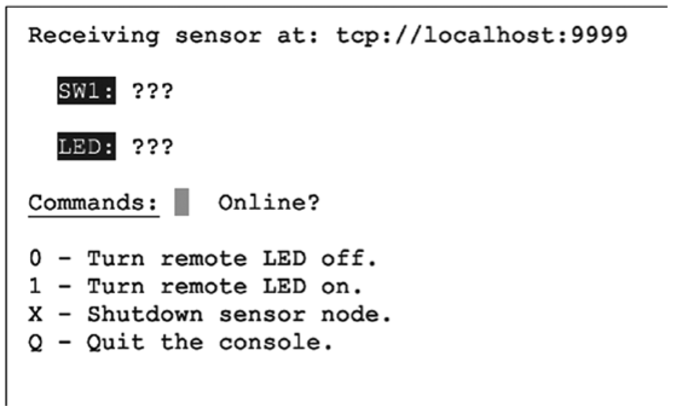 Receiving sensor at: tcp://localhost:9999
SW1: ???
LED: ???
Commands: Online?
0 – Turn remote LED off.
1 – Turn remote LED on.
X – Shutdown sensor node.
Q – Quit the console.